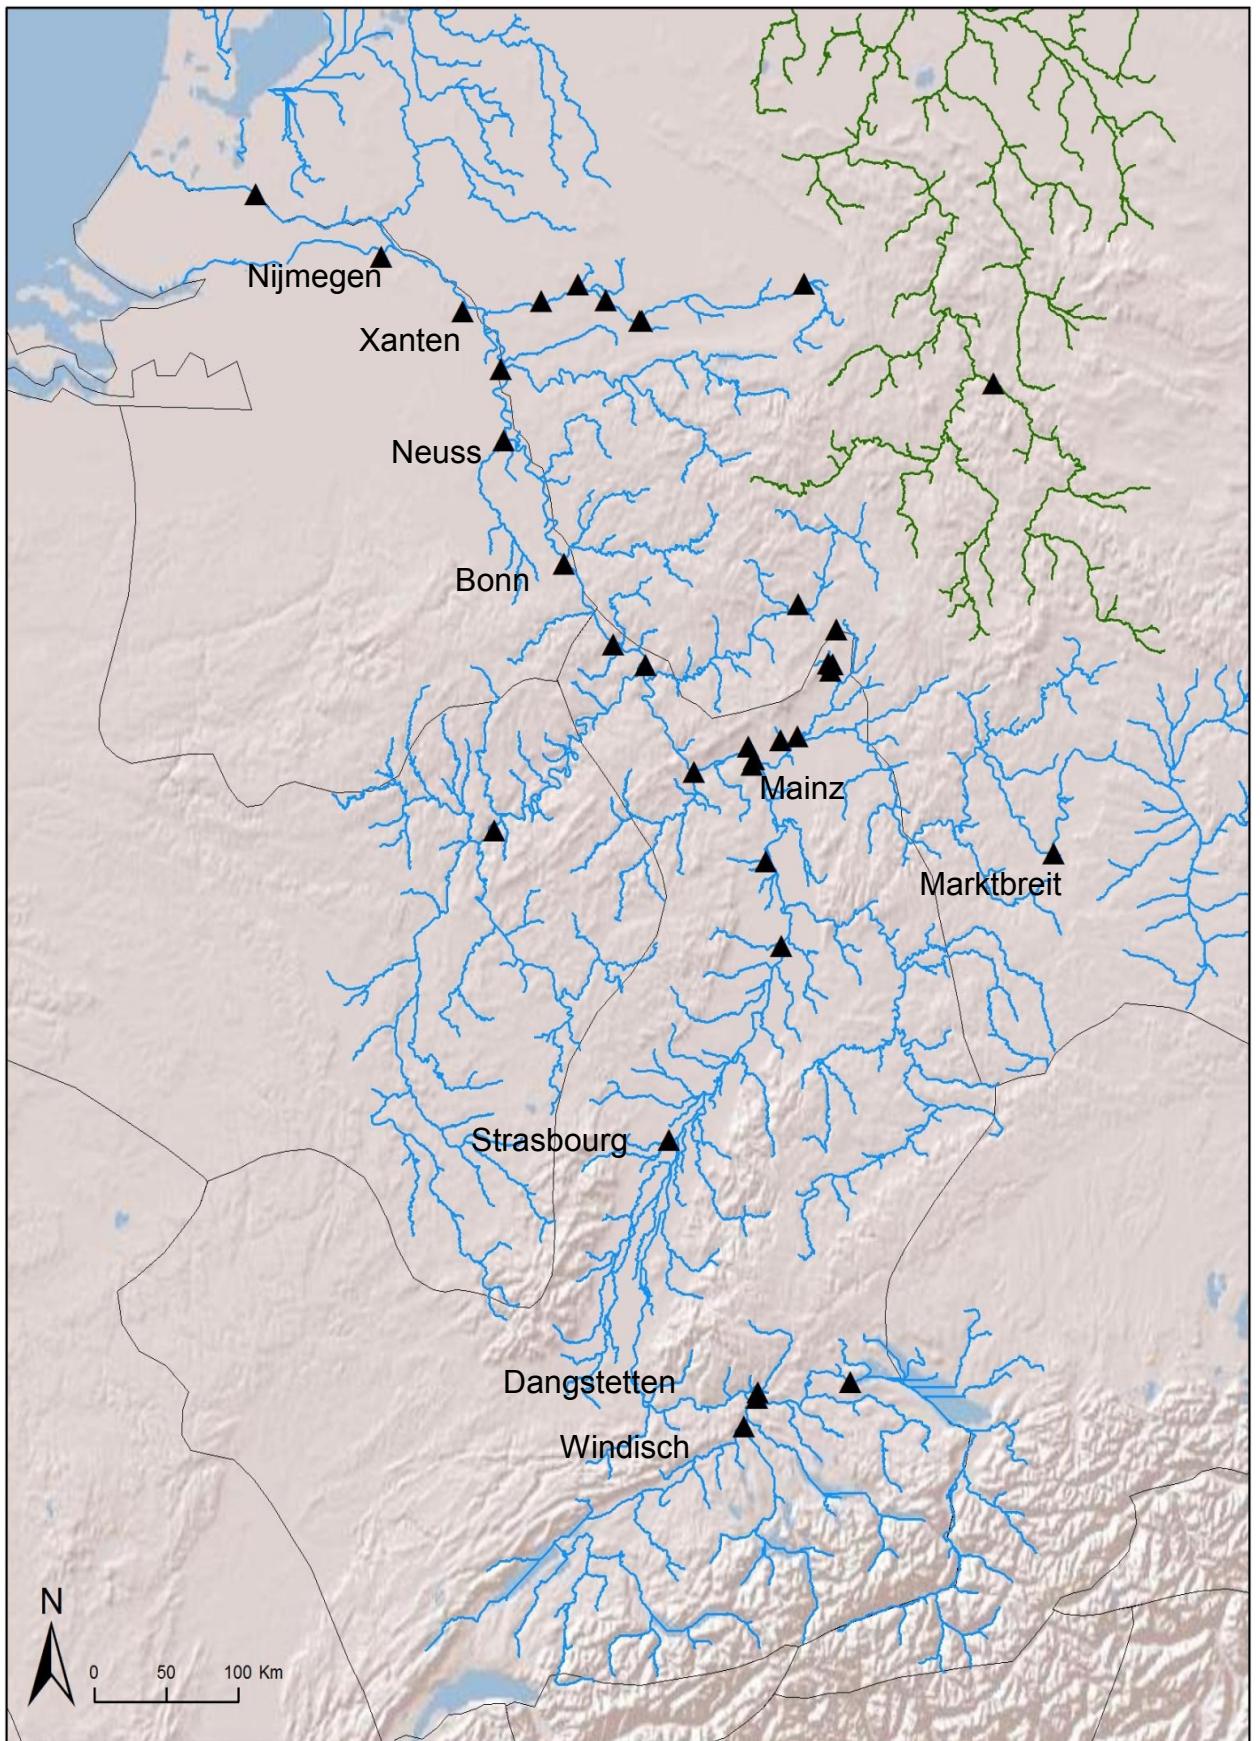 Nijmegen
Xanten
Neuss
Bonn
Mainz
Marktbreit
Strasbourg
Dangstetten
Windisch
N
0 50 100 Km